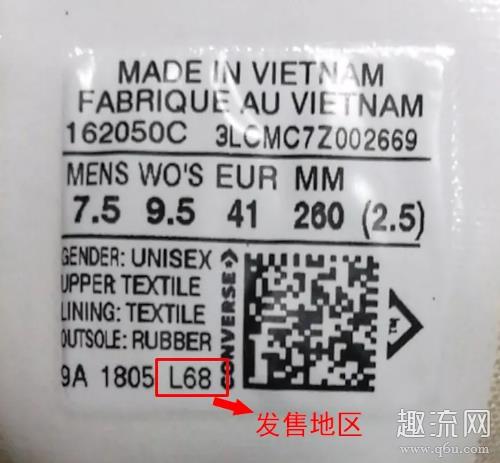 MADE IN VIETNAM
FABRIQUE AU VIETNAM
162050C 3LCMC7Z002669
MENS WO'S EUR MM
7.5 9.5 41 260 (2.5)
GENDER: UNISEX
UPPER TEXTILE
LINING: TEXTILE
OUTSOLE: RUBBER
CONVERSE
9A 1805 L68
发售地区
趣流网
www.q6u.com